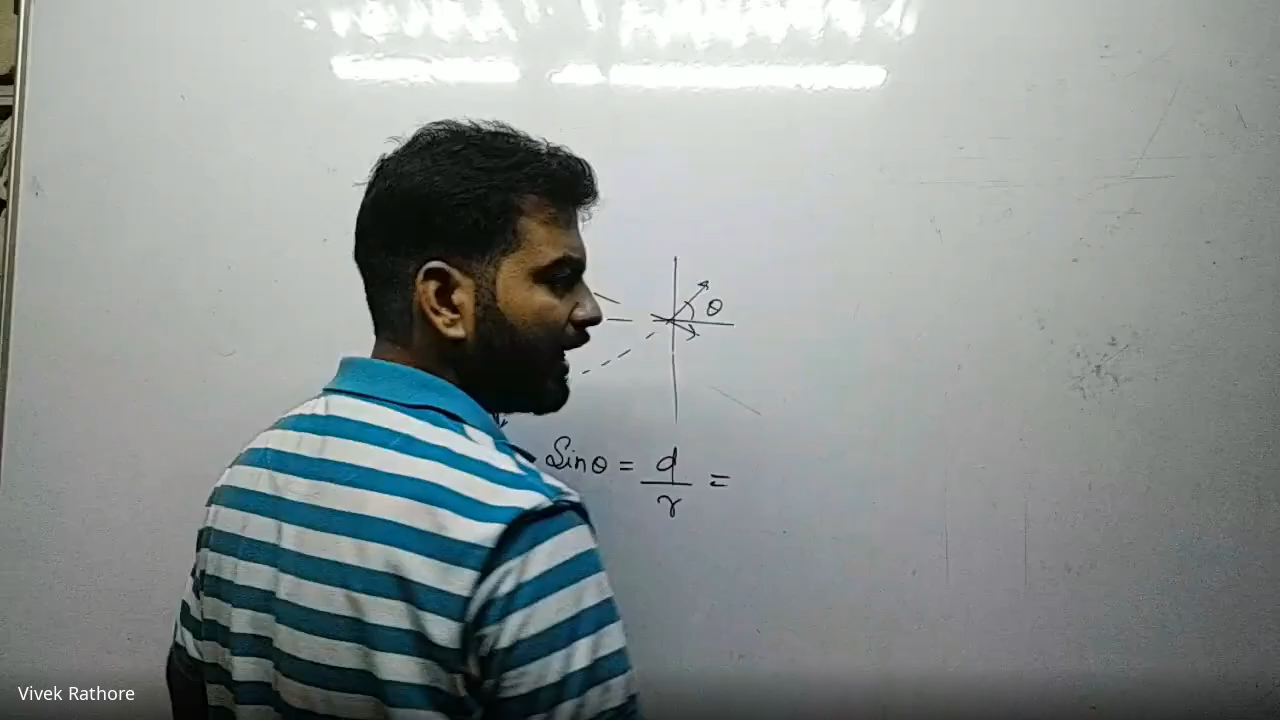 θ
Sinθ = d/r =
Vivek Rathore